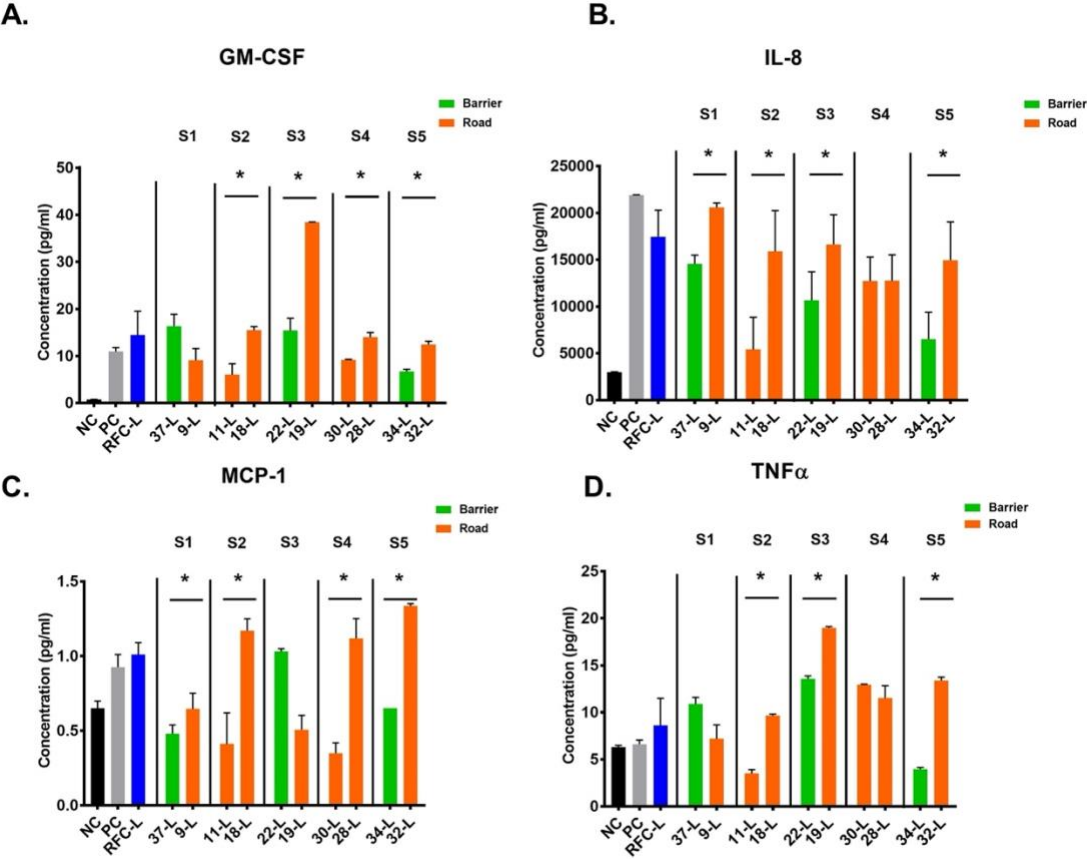 A.
GM-CSF
Barrier
Road
S1 S2 S3 S4 S5
* * * *
Concentration (pg/ml)
50
40
30
20
10
0
NC PC RFC-L 37-L 9-L 11-L 18-L 22-L 19-L 30-L 28-L 34-L 32-L
B.
IL-8
Barrier
Road
S1 S2 S3 S4 S5
* * * *
Concentration (pg/ml)
25000
20000
15000
10000
5000
0
NC PC RFC-L 37-L 9-L 11-L 18-L 22-L 19-L 30-L 28-L 34-L 32-L
C.
MCP-1
Barrier
Road
S1 S2 S3 S4 S5
* * * *
Concentration (pg/ml)
1.5
1.0
0.5
0.0
NC PC RFC-L 37-L 9-L 11-L 18-L 22-L 19-L 30-L 28-L 34-L 32-L
D.
TNFα
Barrier
Road
S1 S2 S3 S4 S5
* * *
Concentration (pg/ml)
25
20
15
10
5
0
NC PC RFC-L 37-L 9-L 11-L 18-L 22-L 19-L 30-L 28-L 34-L 32-L